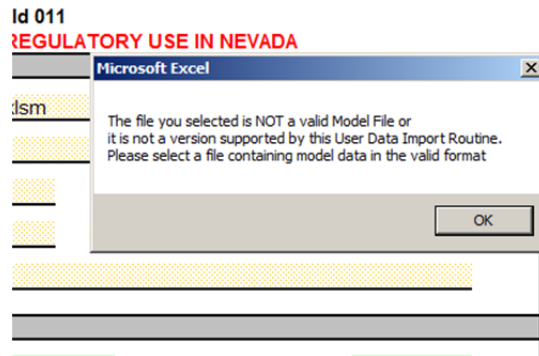 ld 011
REGULATORY USE IN NEVADA
Microsoft Excel
xlsm
The file you selected is NOT a valid Model File or
it is not a version supported by this User Data Import Routine.
Please select a file containing model data in the valid format
OK